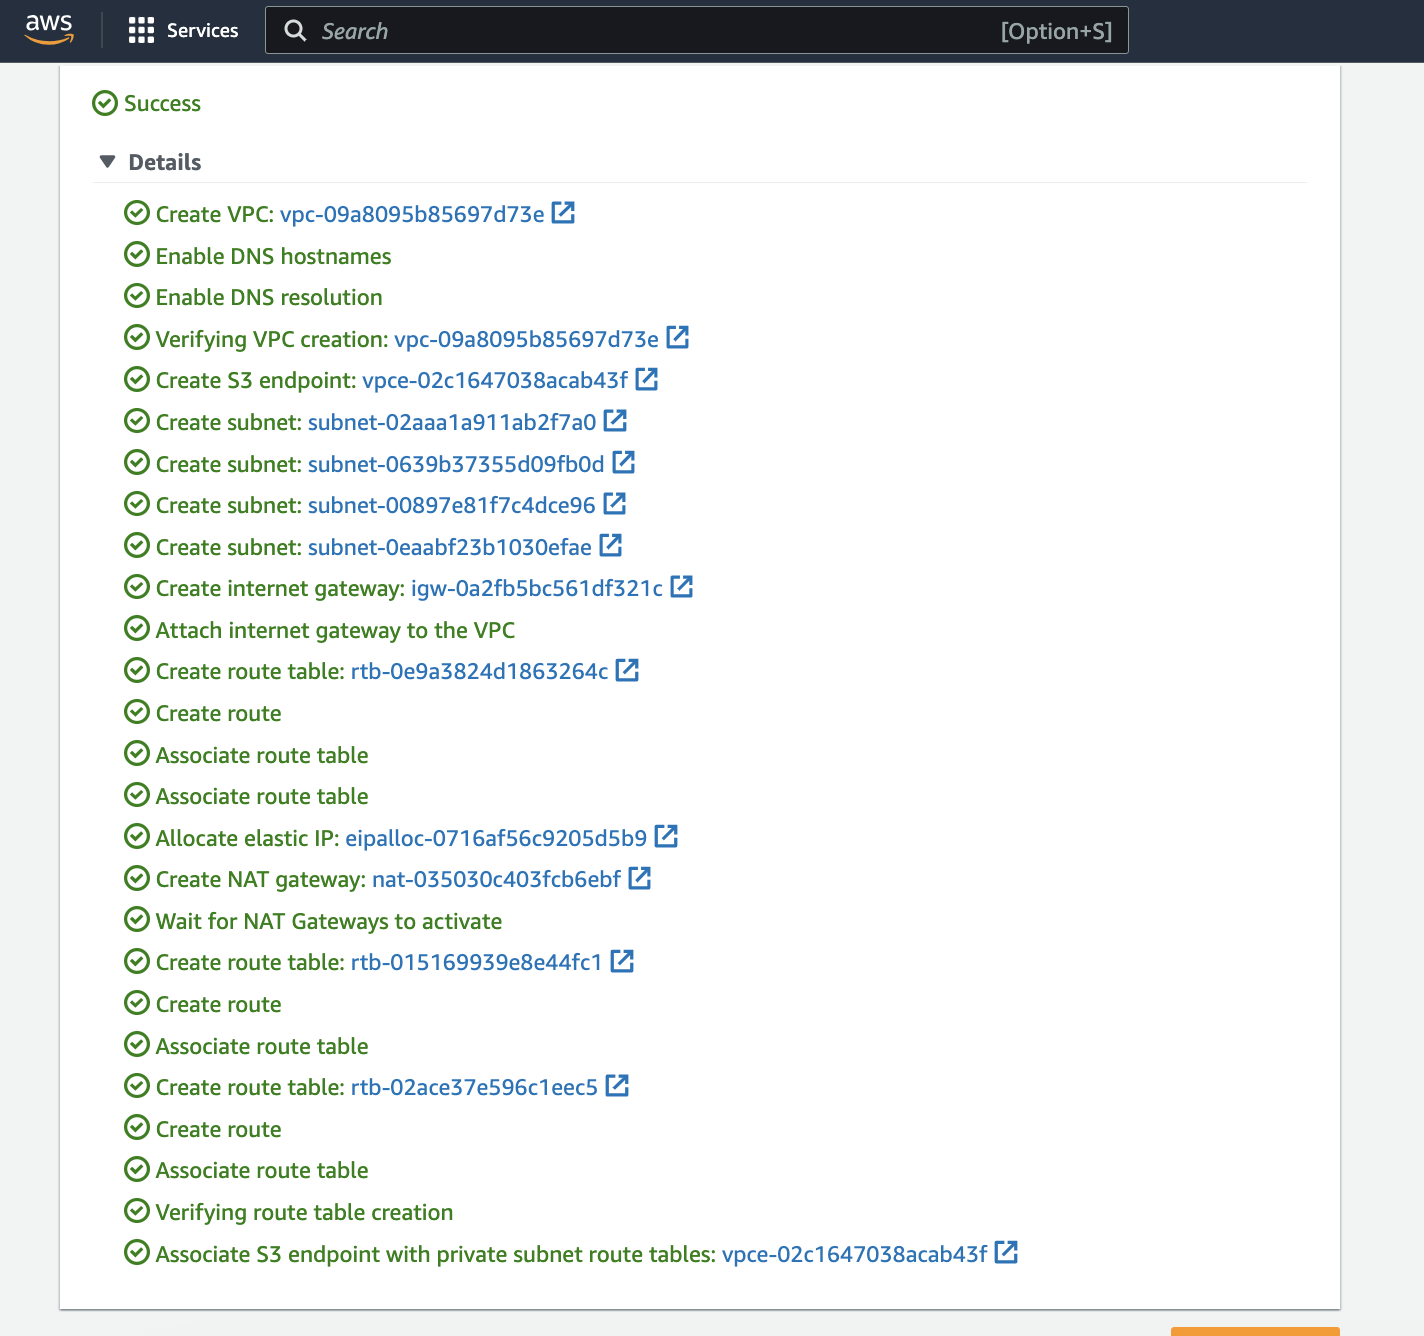 aws
Services
Search
[Option+S]
Success
Details
Create VPC: vpc-09a8095b85697d73e
Enable DNS hostnames
Enable DNS resolution
Verifying VPC creation: vpc-09a8095b85697d73e
Create S3 endpoint: vpce-02c1647038acab43f
Create subnet: subnet-02aaa1a911ab2f7a0
Create subnet: subnet-0639b37355d09fb0d
Create subnet: subnet-00897e81f7c4dce96
Create subnet: subnet-0eaabf23b1030efae
Create internet gateway: igw-0a2fb5bc561df321c
Attach internet gateway to the VPC
Create route table: rtb-0e9a3824d1863264c
Create route
Associate route table
Associate route table
Allocate elastic IP: eipalloc-0716af56c9205d5b9
Create NAT gateway: nat-035030c403fcb6ebf
Wait for NAT Gateways to activate
Create route table: rtb-015169939e8e44fc1
Create route
Associate route table
Create route table: rtb-02ace37e596c1eec5
Create route
Associate route table
Verifying route table creation
Associate S3 endpoint with private subnet route tables: vpce-02c1647038acab43f